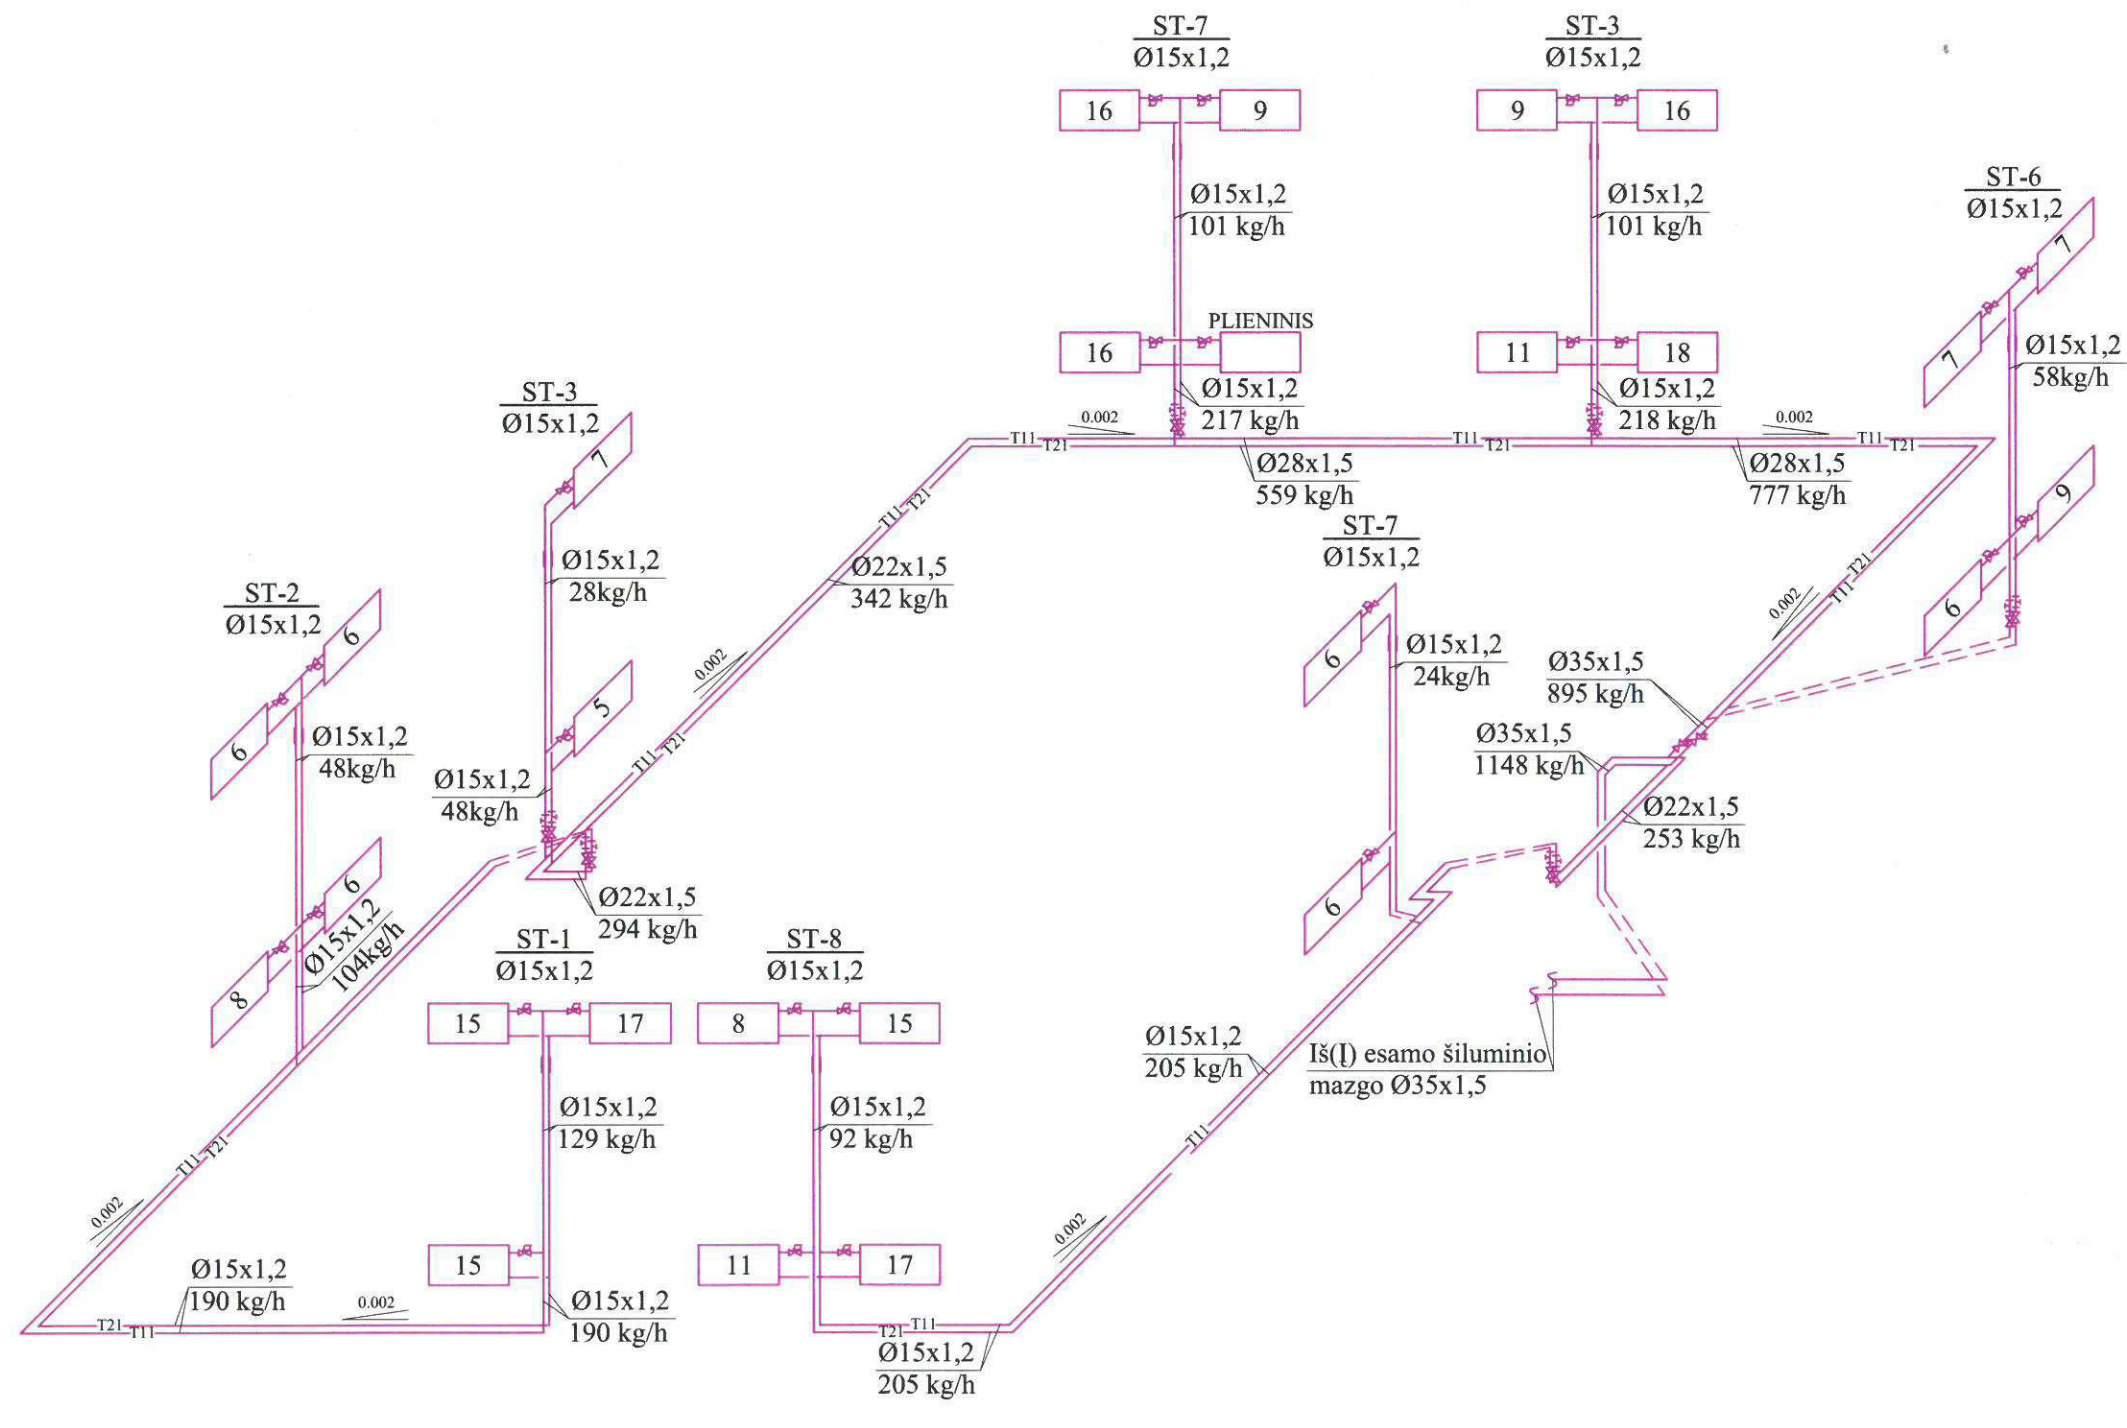 ST-7
Ø15x1,2
16
9
Ø15x1,2
101 kg/h
16
PLIENINIS
Ø15x1,2
217 kg/h
ST-3
Ø15x1,2
9
16
Ø15x1,2
101 kg/h
11
18
Ø15x1,2
218 kg/h
ST-6
Ø15x1,2
7
7
Ø15x1,2
58kg/h
9
6
0.002
0.002
T11
T21
T11
T21
T11
T21
Ø28x1,5
559 kg/h
Ø28x1,5
777 kg/h
ST-3
Ø15x1,2
7
Ø15x1,2
28kg/h
5
Ø15x1,2
48kg/h
T11
T21
Ø22x1,5
342 kg/h
0.002
T11
T21
ST-7
Ø15x1,2
6
Ø15x1,2
24kg/h
6
T11
T21
0.002
Ø35x1,5
895 kg/h
Ø35x1,5
1148 kg/h
Ø22x1,5
253 kg/h
ST-2
Ø15x1,2
6
6
Ø15x1,2
48kg/h
6
8
Ø15x1,2
104kg/h
Ø22x1,5
294 kg/h
ST-1
Ø15x1,2
15
17
Ø15x1,2
129 kg/h
15
Ø15x1,2
190 kg/h
ST-8
Ø15x1,2
8
15
Ø15x1,2
92 kg/h
11
17
Ø15x1,2
205 kg/h
Iš(Į) esamo šiluminio
mazgo Ø35x1,5
T11
T11
T21
0.002
0.002
Ø15x1,2
190 kg/h
0.002
T21
T11
T21
T11
Ø15x1,2
205 kg/h